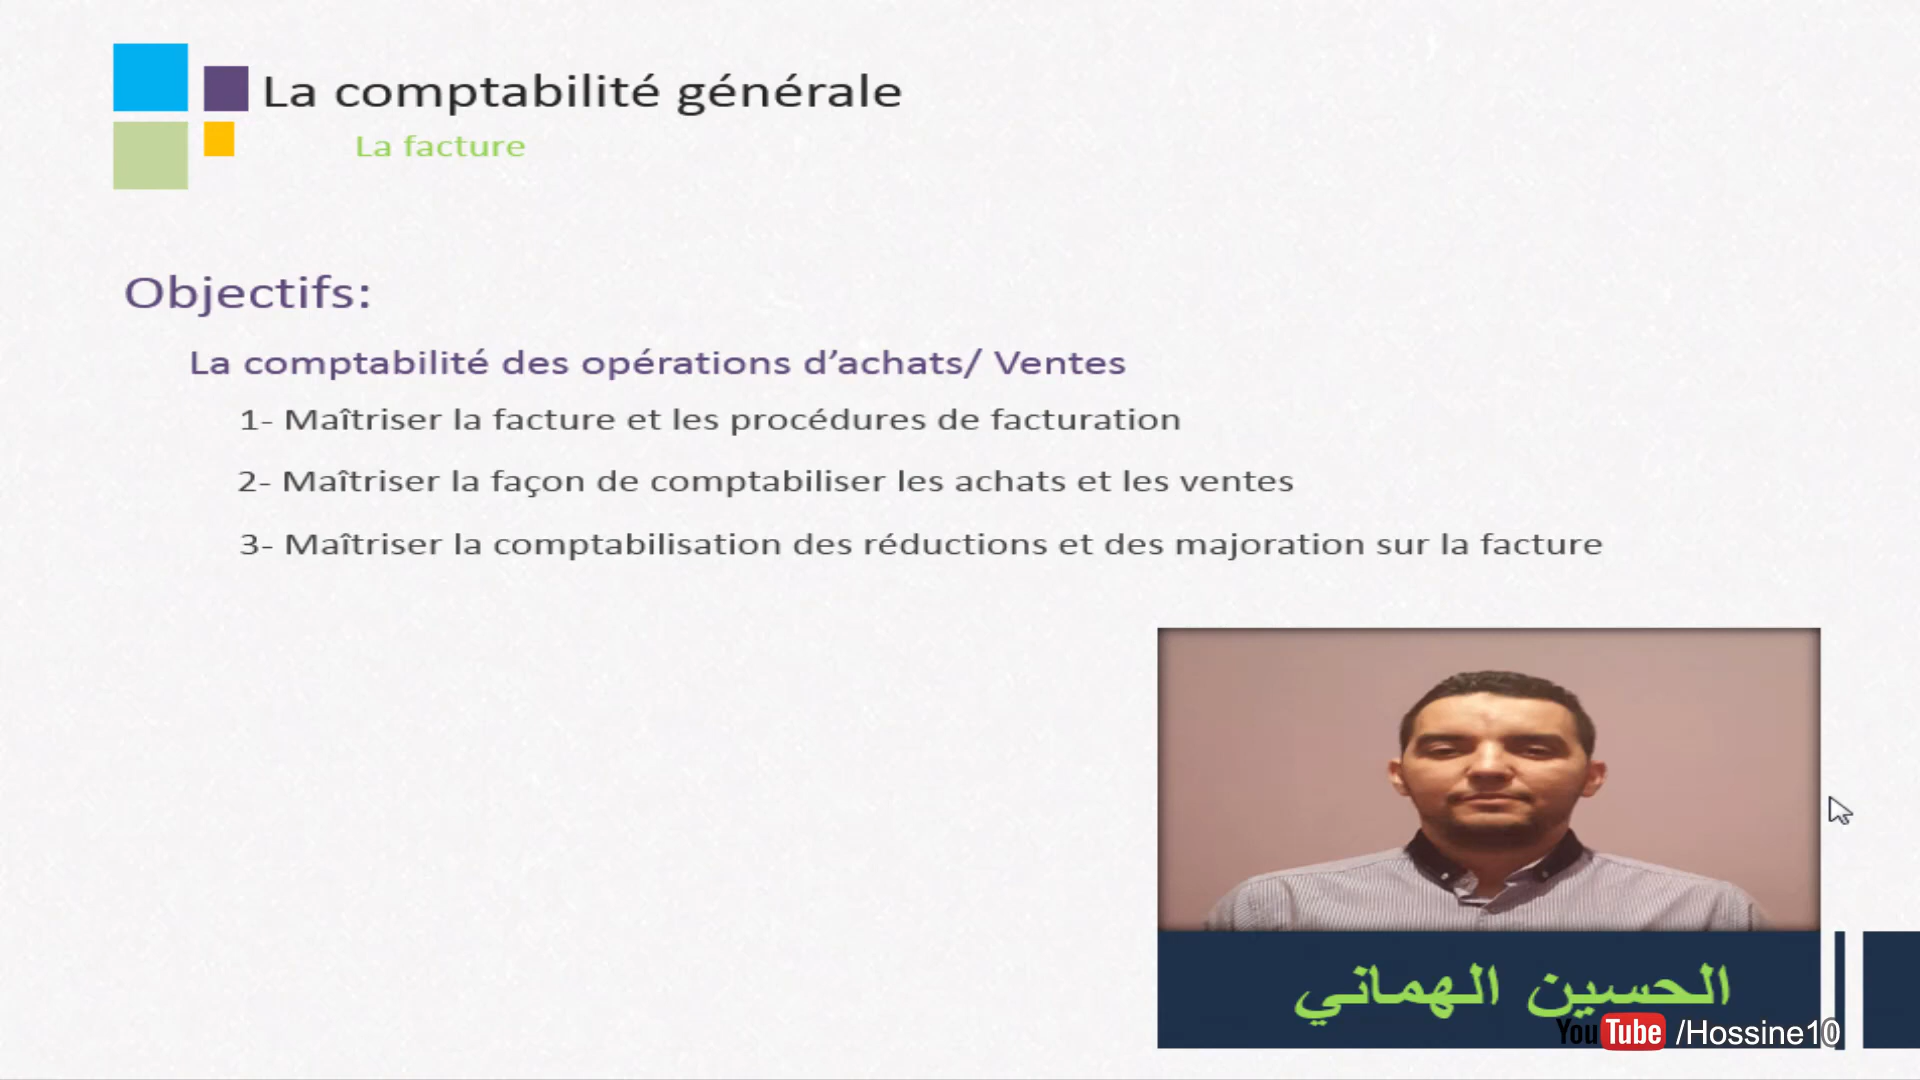 La comptabilité générale
La facture
Objectifs:
La comptabilité des opérations d’achats/ Ventes
1- Maîtriser la facture et les procédures de facturation
2- Maîtriser la façon de comptabiliser les achats et les ventes
3- Maîtriser la comptabilisation des réductions et des majoration sur la facture
الحسين الهماني
YouTube /Hossine10